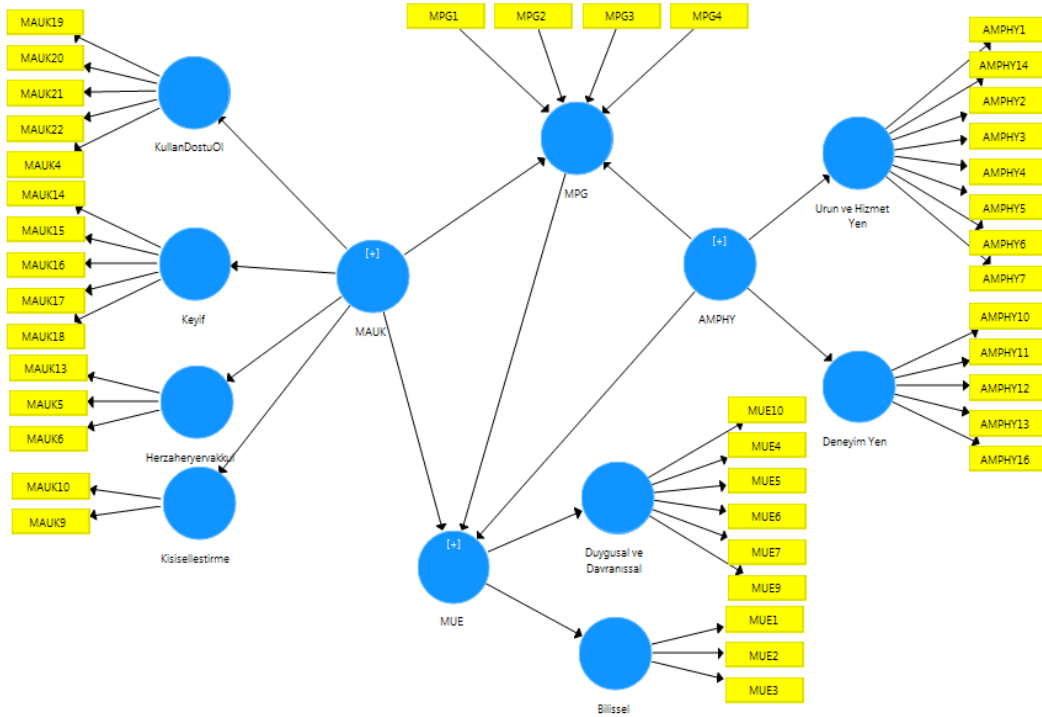 MAUK19
MAUK20
MAUK21
MAUK22
MAUK4
KullanDostuOl
MAUK14
MAUK15
MAUK16
MAUK17
MAUK18
Keyif
MAUK13
MAUK5
MAUK6
Herzaheryervakkul
MAUK10
MAUK9
Kisisellestirme
[+]
MAUK
MPG1
MPG2
MPG3
MPG4
MPG
[+]
AMPHY
[+]
MUE
AMPHY1
AMPHY14
AMPHY2
AMPHY3
AMPHY4
AMPHY5
AMPHY6
AMPHY7
Urun ve Hizmet
Yen
AMPHY10
AMPHY11
AMPHY12
AMPHY13
AMPHY16
Deneyim Yen
MUE10
MUE4
MUE5
MUE6
MUE7
MUE9
Duygusal ve
Davranıssal
MUE1
MUE2
MUE3
Bilissel